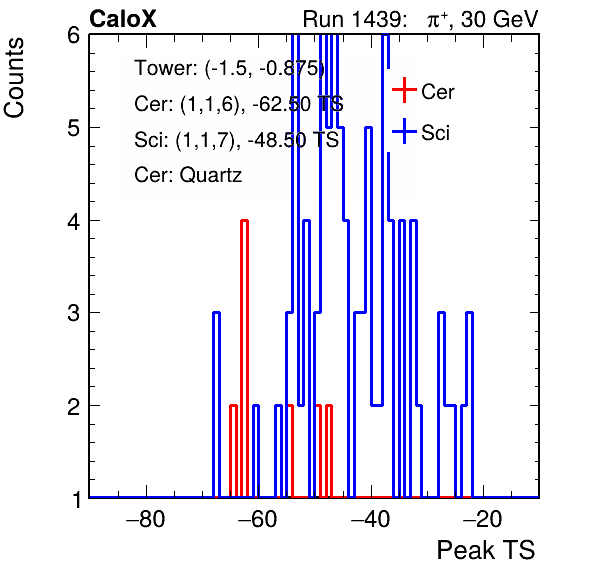 CaloX Run 1439: π⁺, 30 GeV
Counts
6
Tower: (-1.5, -0.875)
Cer: (1,1,6), -62.50 TS
Cer
Sci: (1,1,7), -48.50 TS
Sci
5
Cer: Quartz
4
3
2
1
−80 −60 −40 −20
Peak TS